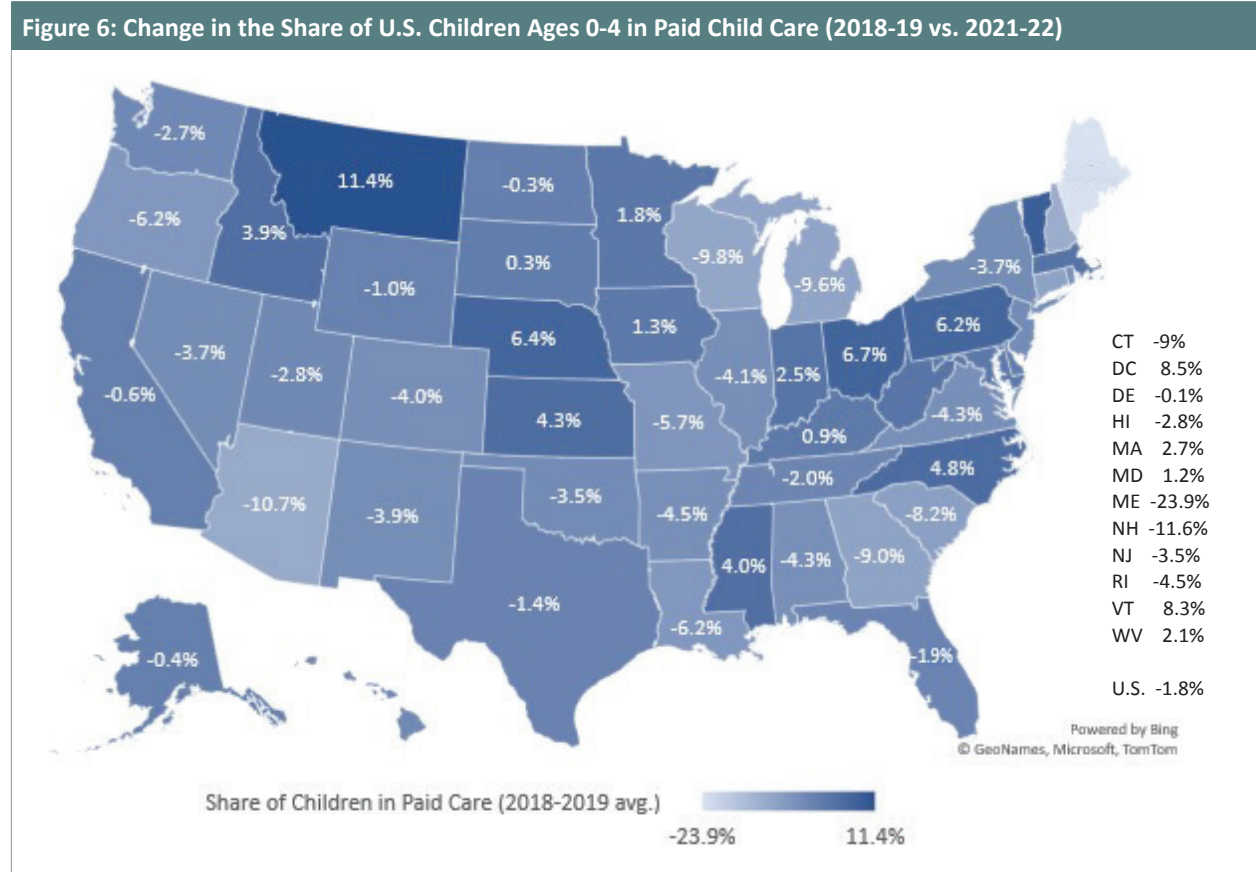 Figure 6: Change in the Share of U.S. Children Ages 0-4 in Paid Child Care (2018-19 vs. 2021-22)
-2.7%
11.4%
-0.3%
1.8%
-6.2%
3.9%
0.3%
-9.8%
-9.6%
-3.7%
-1.0%
6.4%
1.3%
6.2%
-3.7%
-2.8%
-4.0%
-4.1%
2.5%
6.7%
-0.6%
4.3%
-5.7%
0.9%
-4.3%
-10.7%
-3.9%
-3.5%
-4.5%
-2.0%
4.8%
-8.2%
4.0%
-4.3%
-9.0%
-1.4%
-6.2%
-0.4%
-1.9%
CT -9%
DC 8.5%
DE -0.1%
HI -2.8%
MA 2.7%
MD 1.2%
ME -23.9%
NH -11.6%
NJ -3.5%
RI -4.5%
VT 8.3%
WV 2.1%
U.S. -1.8%
Powered by Bing
© GeoNames, Microsoft, TomTom
Share of Children in Paid Care (2018-2019 avg.)
-23.9% 11.4%